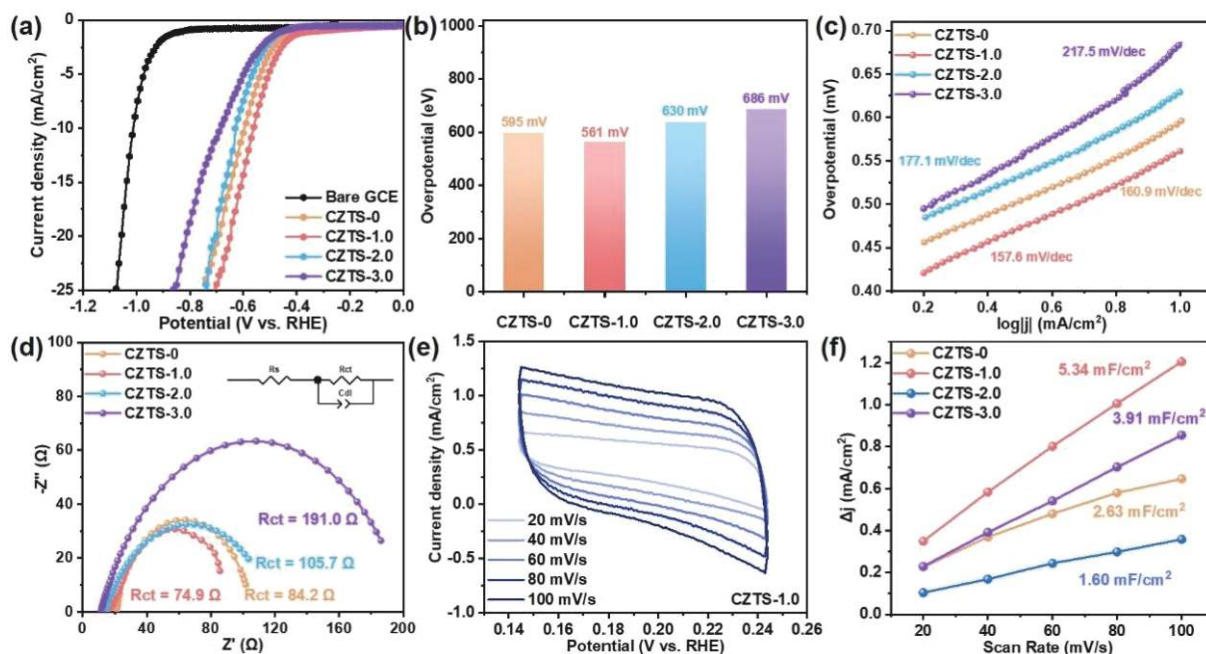 (a)
Current density (mA/cm²)
0
-5
-10
-15
-20
-25
-1.2
-1.0
-0.8
-0.6
-0.4
-0.2
0.0
Potential (V vs. RHE)
Bare GCE
CZTS-0
CZTS-1.0
CZTS-2.0
CZTS-3.0
(b)
Overpotential (eV)
1000
800
600
400
200
0
595 mV
561 mV
630 mV
686 mV
CZTS-0
CZTS-1.0
CZTS-2.0
CZTS-3.0
(c)
Overpotential (mV)
0.70
0.65
0.60
0.55
0.50
0.45
0.40
CZTS-0
CZTS-1.0
CZTS-2.0
CZTS-3.0
217.5 mV/dec
177.1 mV/dec
160.9 mV/dec
157.6 mV/dec
0.2
0.4
0.6
0.8
1.0
log|j| (mA/cm²)
(d)
-Z'' (Ω)
100
80
60
40
20
0
CZTS-0
CZTS-1.0
CZTS-2.0
CZTS-3.0
Rs
Rct
Cdl
Rct = 191.0 Ω
Rct = 105.7 Ω
Rct = 74.9 Ω
Rct = 84.2 Ω
0
40
80
120
160
200
Z' (Ω)
(e)
Current density (mA/cm²)
1.5
1.0
0.5
0.0
-0.5
-1.0
20 mV/s
40 mV/s
60 mV/s
80 mV/s
100 mV/s
CZTS-1.0
0.14
0.16
0.18
0.20
0.22
0.24
0.26
Potential (V vs. RHE)
(f)
Δj (mA/cm²)
1.2
1.0
0.8
0.6
0.4
0.2
0.0
CZTS-0
CZTS-1.0
CZTS-2.0
CZTS-3.0
5.34 mF/cm²
3.91 mF/cm²
2.63 mF/cm²
1.60 mF/cm²
20
40
60
80
100
Scan Rate (mV/s)